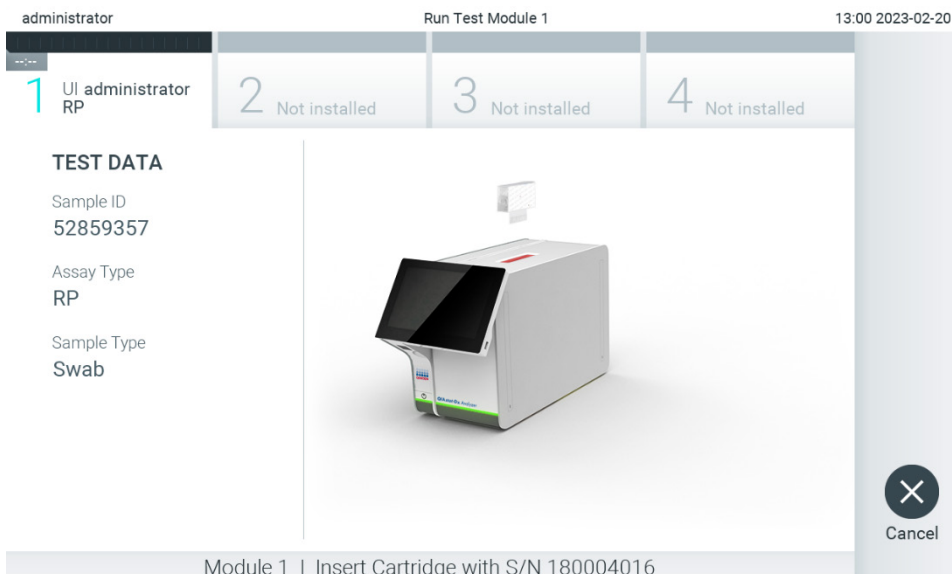 administrator
Run Test Module 1
13:00 2023-02-20
--:--
1 UI administrator
RP
2 Not installed
3 Not installed
4 Not installed
TEST DATA
Sample ID
52859357
Assay Type
RP
Sample Type
Swab
Cancel
Module 1 | Insert Cartridge with S/N 180004016